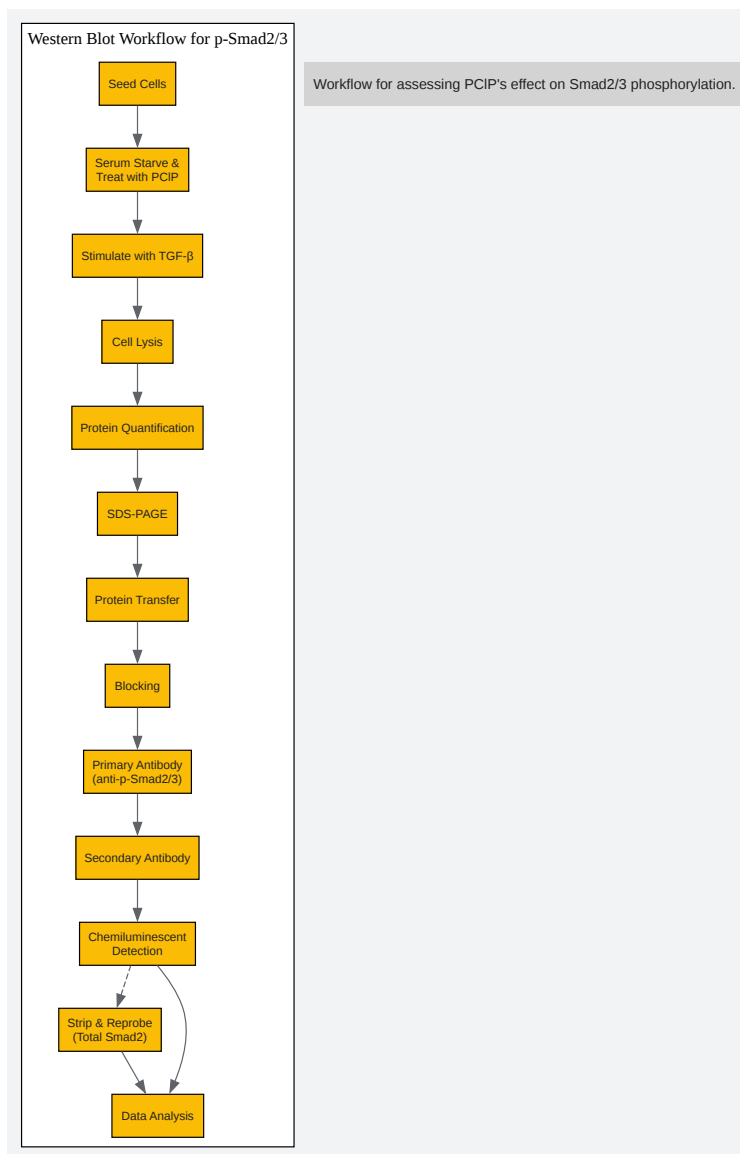 Western Blot Workflow for p-Smad2/3
Workflow for assessing PCIP's effect on Smad2/3 phosphorylation.
Seed Cells
Serum Starve &
Treat with PCIP
Stimulate with TGF-β
Cell Lysis
Protein Quantification
SDS-PAGE
Protein Transfer
Blocking
Primary Antibody
(anti-p-Smad2/3)
Secondary Antibody
Chemiluminescent
Detection
Strip & Reprobe
(Total Smad2)
Data Analysis